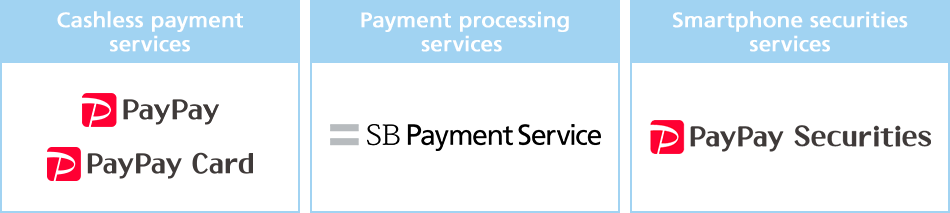 Cashless payment
services
PayPay
PayPay Card
Payment processing
services
SB Payment Service
Smartphone securities
services
PayPay Securities